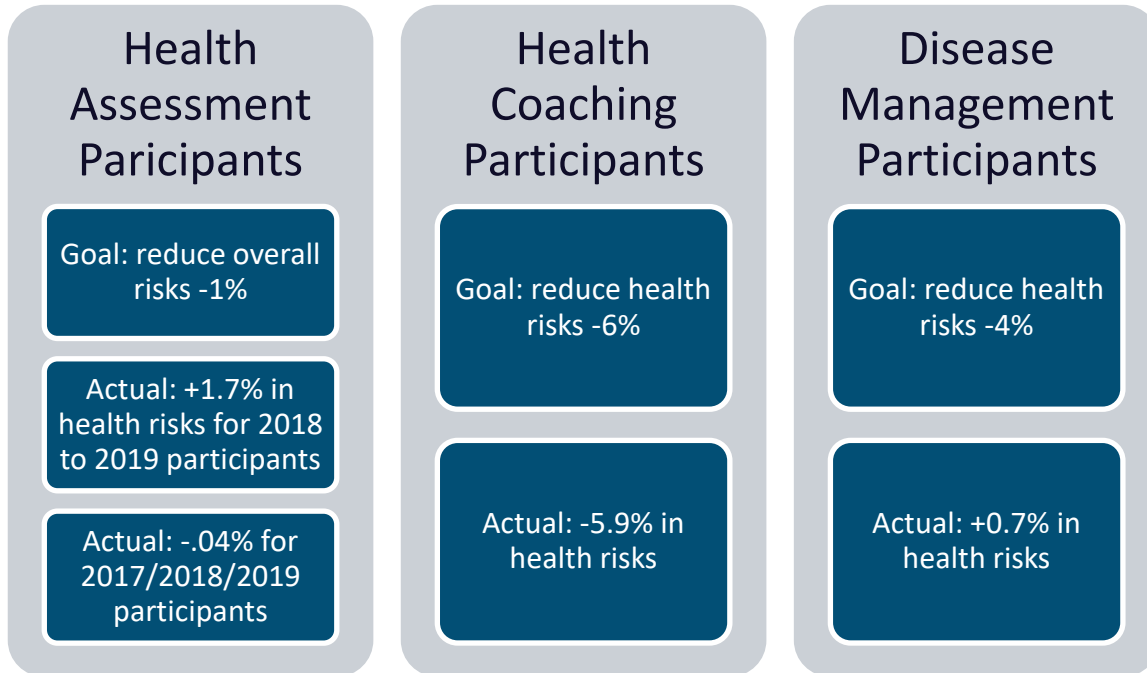 Health
Assessment
Paricipants
Goal: reduce overall
risks -1%
Actual: +1.7% in
health risks for 2018
to 2019 participants
Actual: -.04% for
2017/2018/2019
participants
Health
Coaching
Participants
Goal: reduce health
risks -6%
Actual: -5.9% in
health risks
Disease
Management
Participants
Goal: reduce health
risks -4%
Actual: +0.7% in
health risks